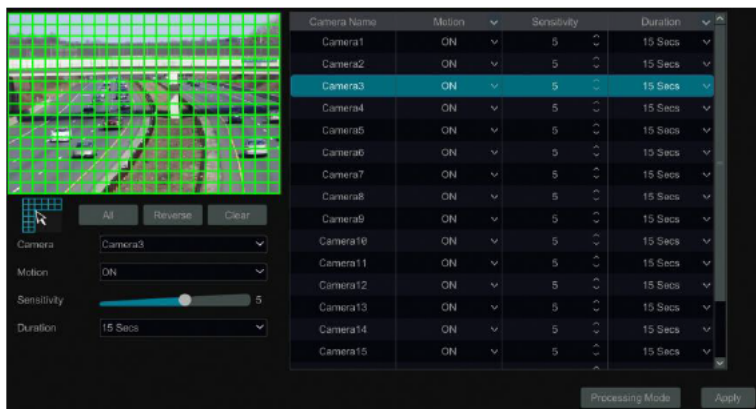 Camera Name Motion Sensitivity Duration
Camera1 ON 5 15 Secs
Camera2 ON 5 15 Secs
Camera3 ON 5 15 Secs
Camera4 ON 5 15 Secs
Camera5 ON 5 15 Secs
Camera6 ON 5 15 Secs
Camera7 ON 5 15 Secs
Camera8 ON 5 15 Secs
Camera9 ON 5 15 Secs
Camera10 ON 5 15 Secs
Camera11 ON 5 15 Secs
Camera12 ON 5 15 Secs
Camera13 ON 5 15 Secs
Camera14 ON 5 15 Secs
Camera15 ON 5 15 Secs
All Reverse Clear
Camera Camera3
Motion ON
Sensitivity 5
Duration 15 Secs
Processing Mode Apply